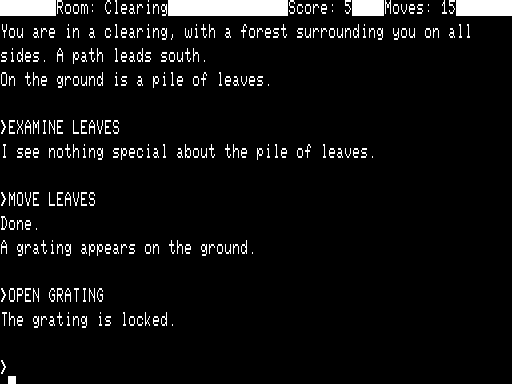 Room: Clearing Score: 5 Moves: 15
You are in a clearing, with a forest surrounding you on all
sides. A path leads south.
On the ground is a pile of leaves.
>EXAMINE LEAVES
I see nothing special about the pile of leaves.
>MOVE LEAVES
Done.
A grating appears on the ground.
>OPEN GRATING
The grating is locked.
>